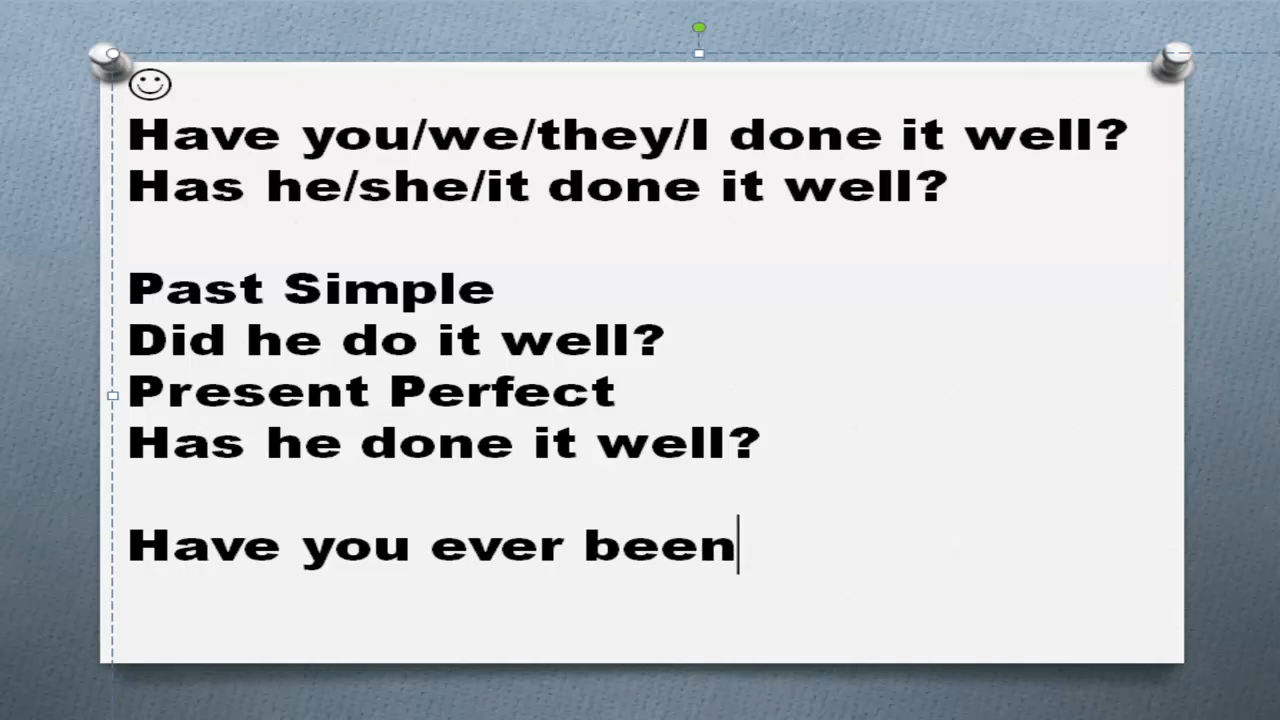 Have you/we/they/I done it well?
Has he/she/it done it well?
Past Simple
Did he do it well?
Present Perfect
Has he done it well?
Have you ever been